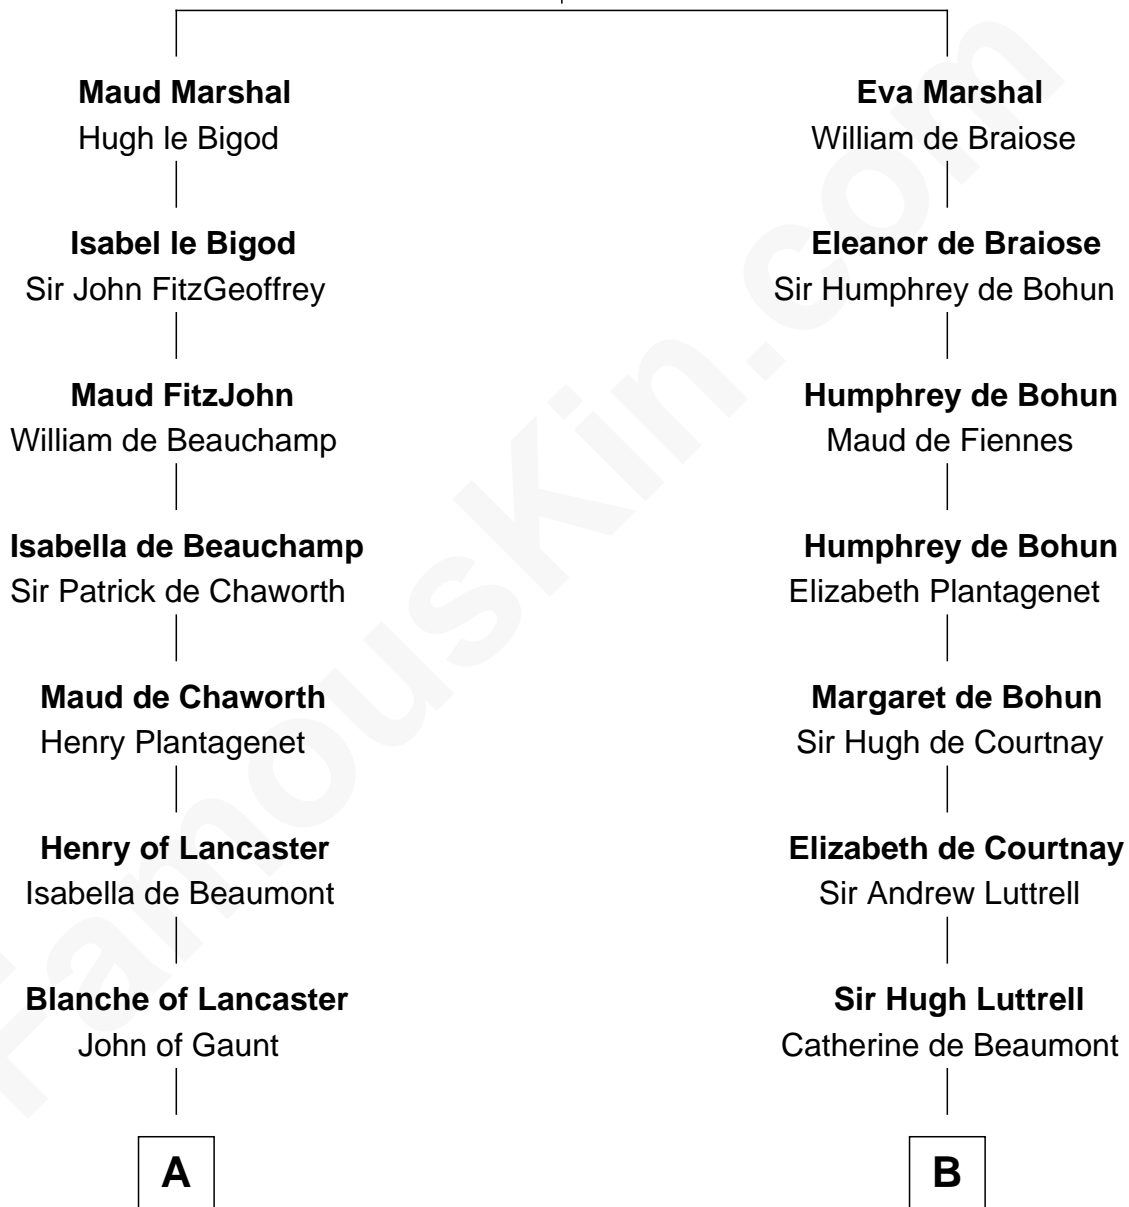 Maud Marshal
Hugh le Bigod
Isabel le Bigod
Sir John FitzGeoffrey
Maud FitzJohn
William de Beauchamp
Isabella de Beauchamp
Sir Patrick de Chaworth
Maud de Chaworth
Henry Plantagenet
Henry of Lancaster
Isabella de Beaumont
Blanche of Lancaster
John of Gaunt
A
Eva Marshal
William de Braiose
Eleanor de Braiose
Sir Humphrey de Bohun
Humphrey de Bohun
Maud de Fiennes
Humphrey de Bohun
Elizabeth Plantagenet
Margaret de Bohun
Sir Hugh de Courtnay
Elizabeth de Courtnay
Sir Andrew Luttrell
Sir Hugh Luttrell
Catherine de Beaumont
B
FamousKin.com